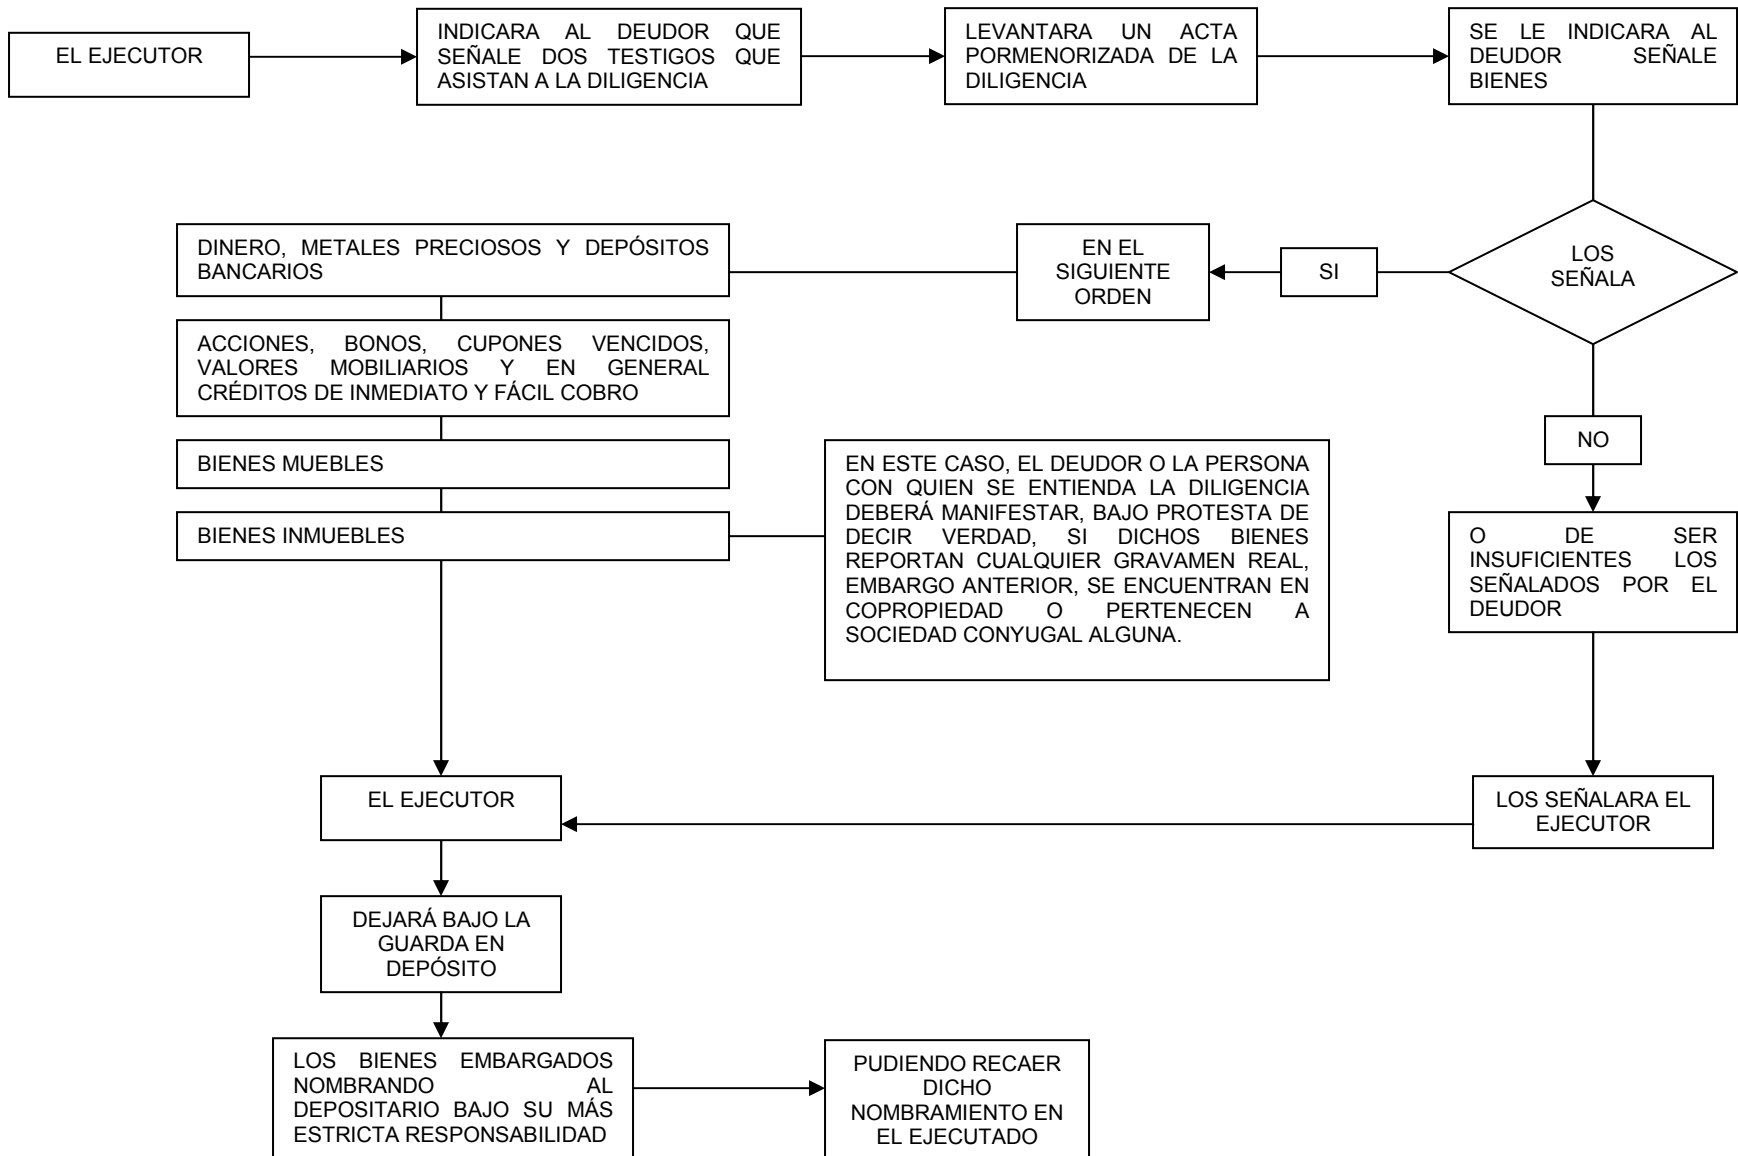 EL EJECUTOR
INDICARA AL DEUDOR QUE
SEÑALE DOS TESTIGOS QUE
ASISTAN A LA DILIGENCIA
LEVANTARA UN ACTA
PORMENORIZADA DE LA
DILIGENCIA
SE LE INDICARA AL
DEUDOR SEÑALE
BIENES
LOS
SEÑALA
SI
EN EL
SIGUIENTE
ORDEN
DINERO, METALES PRECIOSOS Y DEPÓSITOS
BANCARIOS
ACCIONES, BONOS, CUPONES VENCIDOS,
VALORES MOBILIARIOS Y EN GENERAL
CRÉDITOS DE INMEDIATO Y FÁCIL COBRO
BIENES MUEBLES
BIENES INMUEBLES
EN ESTE CASO, EL DEUDOR O LA PERSONA
CON QUIEN SE ENTIENDA LA DILIGENCIA
DEBERÁ MANIFESTAR, BAJO PROTESTA DE
DECIR VERDAD, SI DICHOS BIENES
REPORTAN CUALQUIER GRAVAMEN REAL,
EMBARGO ANTERIOR, SE ENCUENTRAN EN
COPROPIEDAD O PERTENECEN A
SOCIEDAD CONYUGAL ALGUNA.
NO
O DE SER
INSUFICIENTES LOS
SEÑALADOS POR EL
DEUDOR
LOS SEÑALARA EL
EJECUTOR
EL EJECUTOR
DEJARÁ BAJO LA
GUARDA EN
DEPÓSITO
LOS BIENES EMBARGADOS
NOMBRANDO AL
DEPOSITARIO BAJO SU MÁS
ESTRICTA RESPONSABILIDAD
PUDIENDO RECAER
DICHO
NOMBRAMIENTO EN
EL EJECUTADO